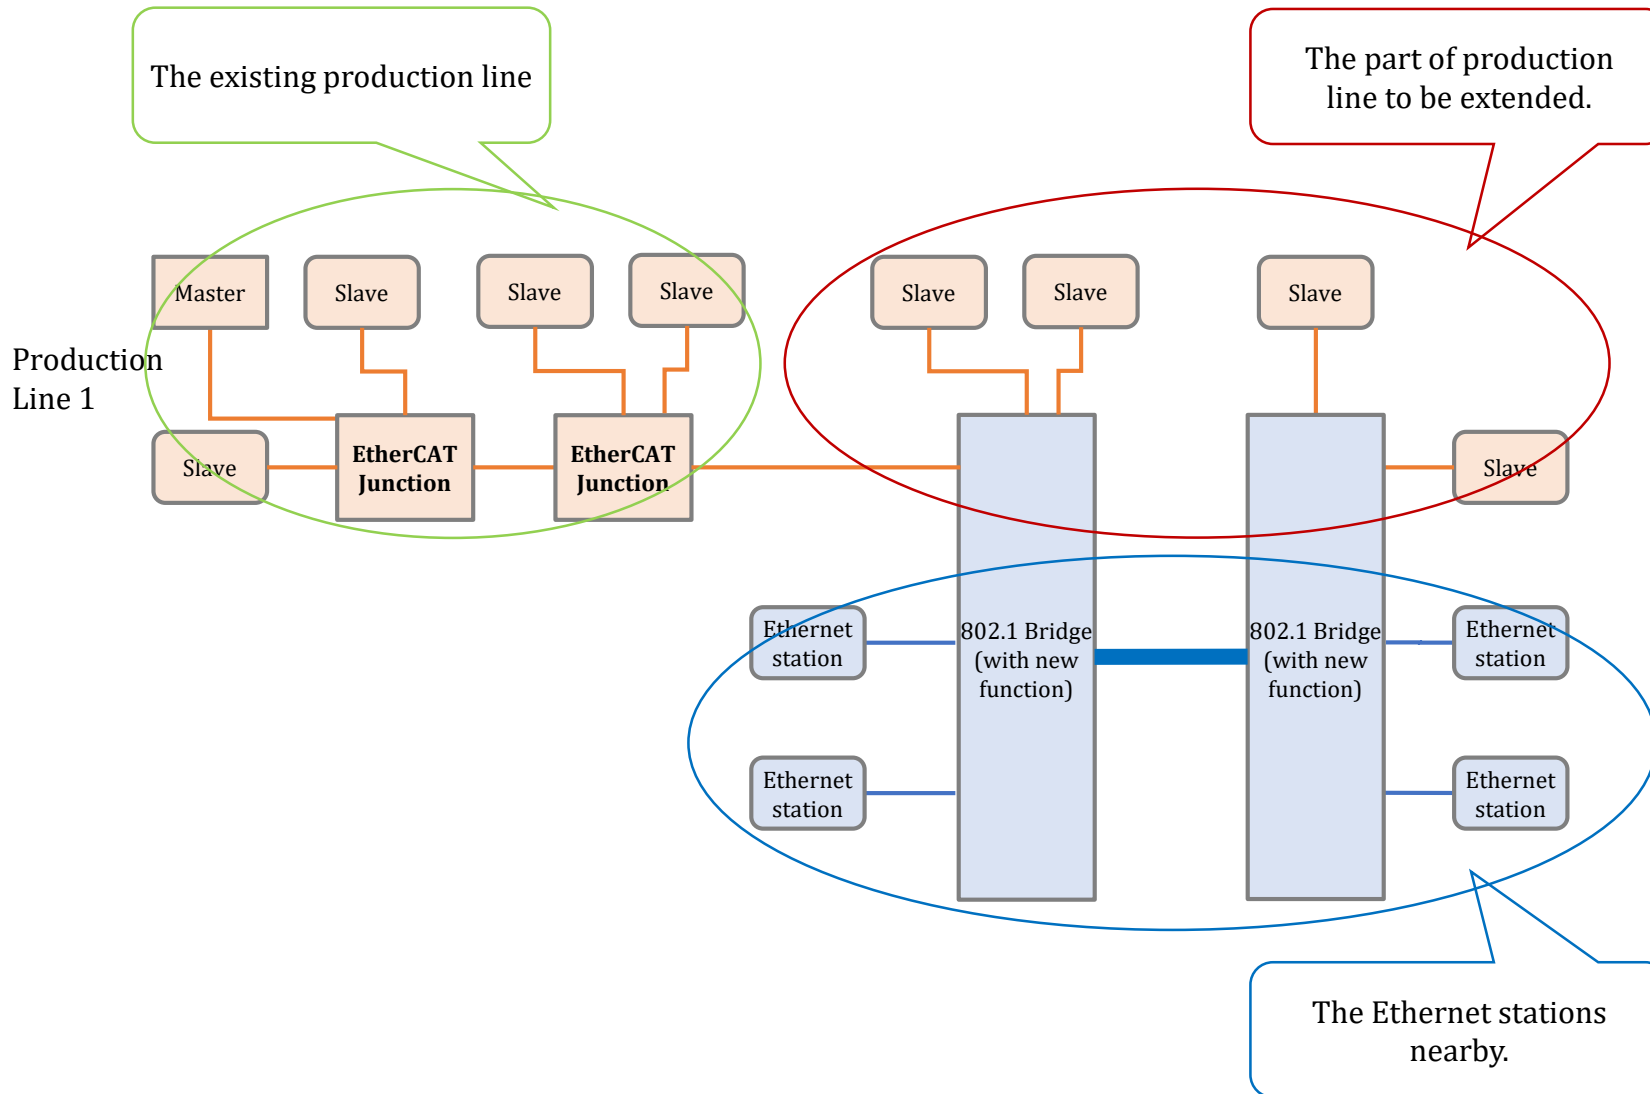 The existing production line
The part of production
line to be extended.
Master
Slave
Slave
Slave
Slave
Slave
Slave
Production
Line 1
Slave
EtherCAT
Junction
EtherCAT
Junction
Slave
Ethernet
station
802.1 Bridge
(with new
function)
802.1 Bridge
(with new
function)
Ethernet
station
Ethernet
station
Ethernet
station
The Ethernet stations
nearby.